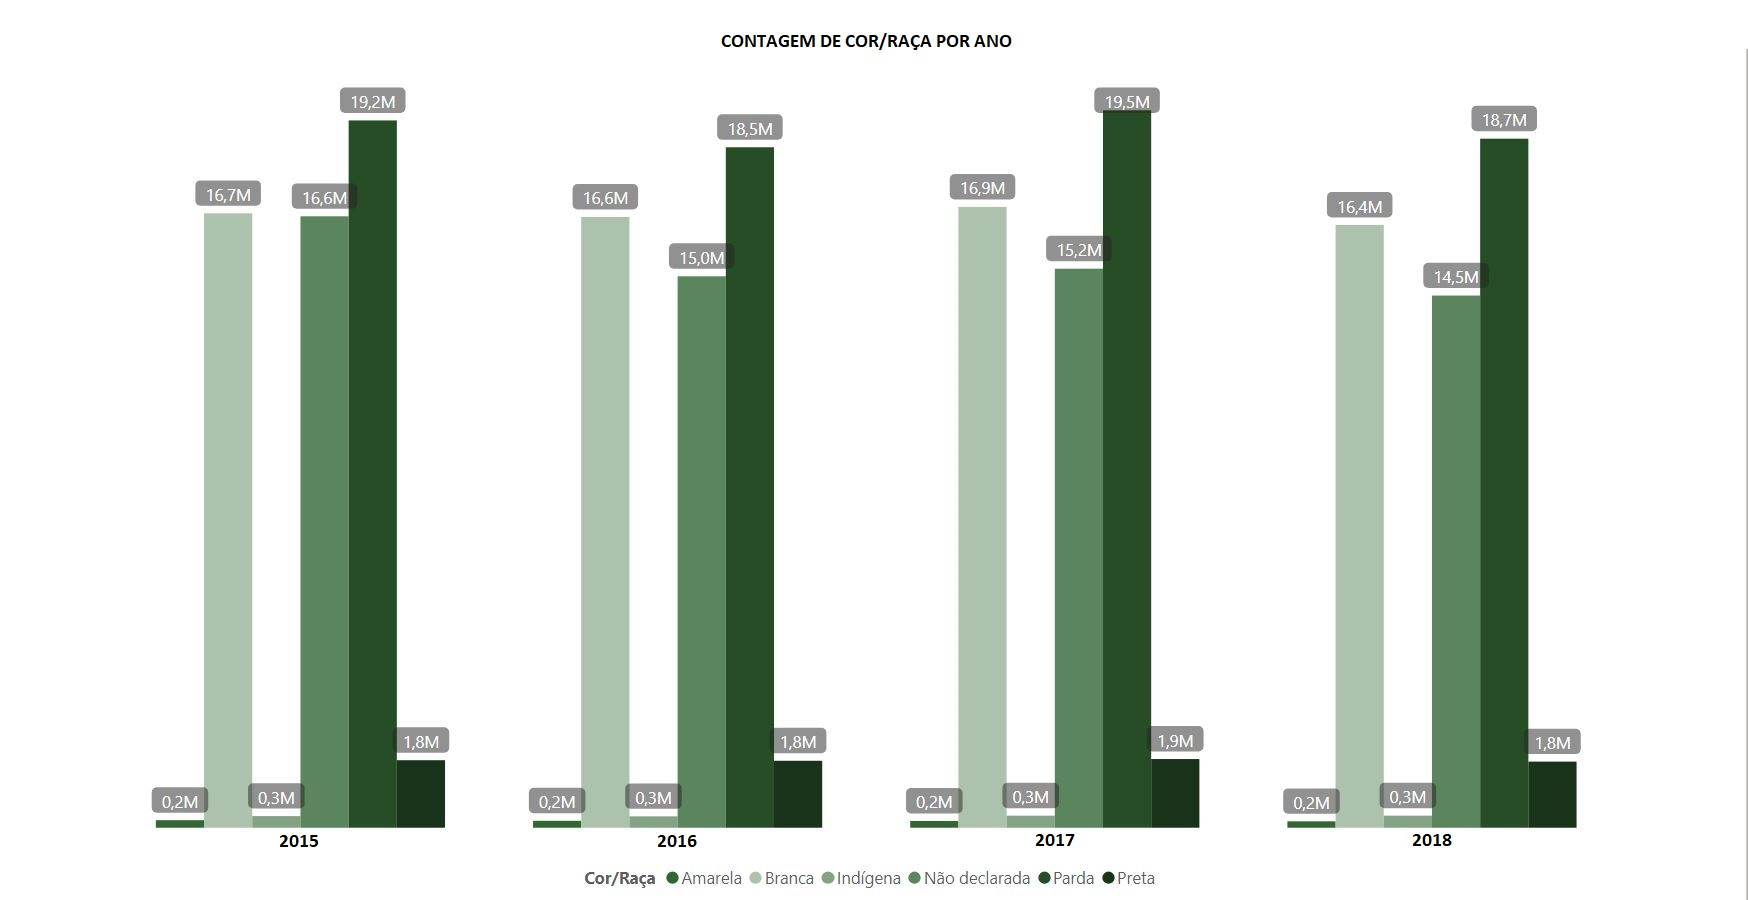 CONTAGEM DE COR/RAÇA POR ANO
19,2M
16,7M
16,6M
1,8M
0,2M
0,3M
18,5M
16,6M
15,0M
1,8M
0,2M
0,3M
19,5M
16,9M
15,2M
1,9M
0,2M
0,3M
18,7M
16,4M
14,5M
1,8M
0,2M
0,3M
2015 2016 2017 2018
Cor/Raça Amarela Branca Indígena Não declarada Parda Preta